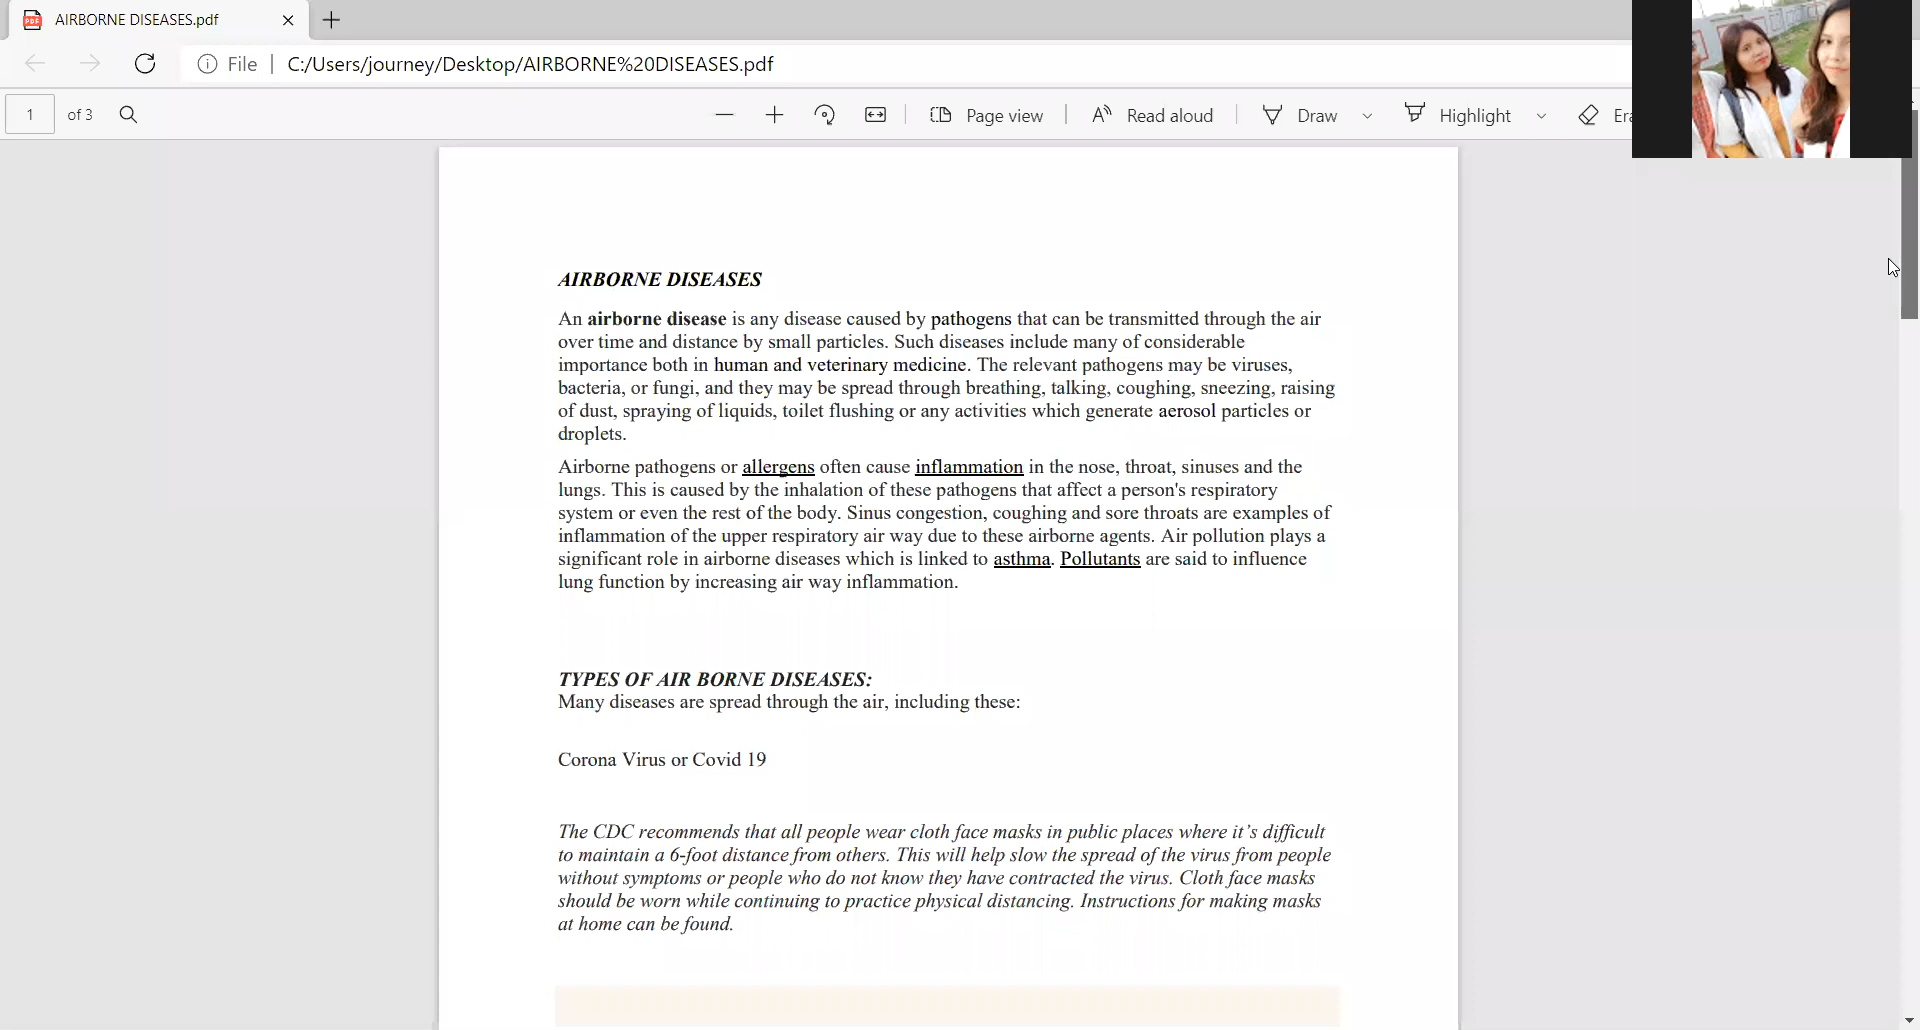 AIRBORNE DISEASES.pdf
File | C:/Users/journey/Desktop/AIRBORNE%20DISEASES.pdf
1 of 3 Page view Read aloud Draw Highlight
AIRBORNE DISEASES
An airborne disease is any disease caused by pathogens that can be transmitted through the air
over time and distance by small particles. Such diseases include many of considerable
importance both in human and veterinary medicine. The relevant pathogens may be viruses,
bacteria, or fungi, and they may be spread through breathing, talking, coughing, sneezing, raising
of dust, spraying of liquids, toilet flushing or any activities which generate aerosol particles or
droplets.
Airborne pathogens or allergens often cause inflammation in the nose, throat, sinuses and the
lungs. This is caused by the inhalation of these pathogens that affect a person's respiratory
system or even the rest of the body. Sinus congestion, coughing and sore throats are examples of
inflammation of the upper respiratory air way due to these airborne agents. Air pollution plays a
significant role in airborne diseases which is linked to asthma. Pollutants are said to influence
lung function by increasing air way inflammation.
TYPES OF AIR BORNE DISEASES:
Many diseases are spread through the air, including these:
Corona Virus or Covid 19
The CDC recommends that all people wear cloth face masks in public places where it’s difficult
to maintain a 6-foot distance from others. This will help slow the spread of the virus from people
without symptoms or people who do not know they have contracted the virus. Cloth face masks
should be worn while continuing to practice physical distancing. Instructions for making masks
at home can be found.